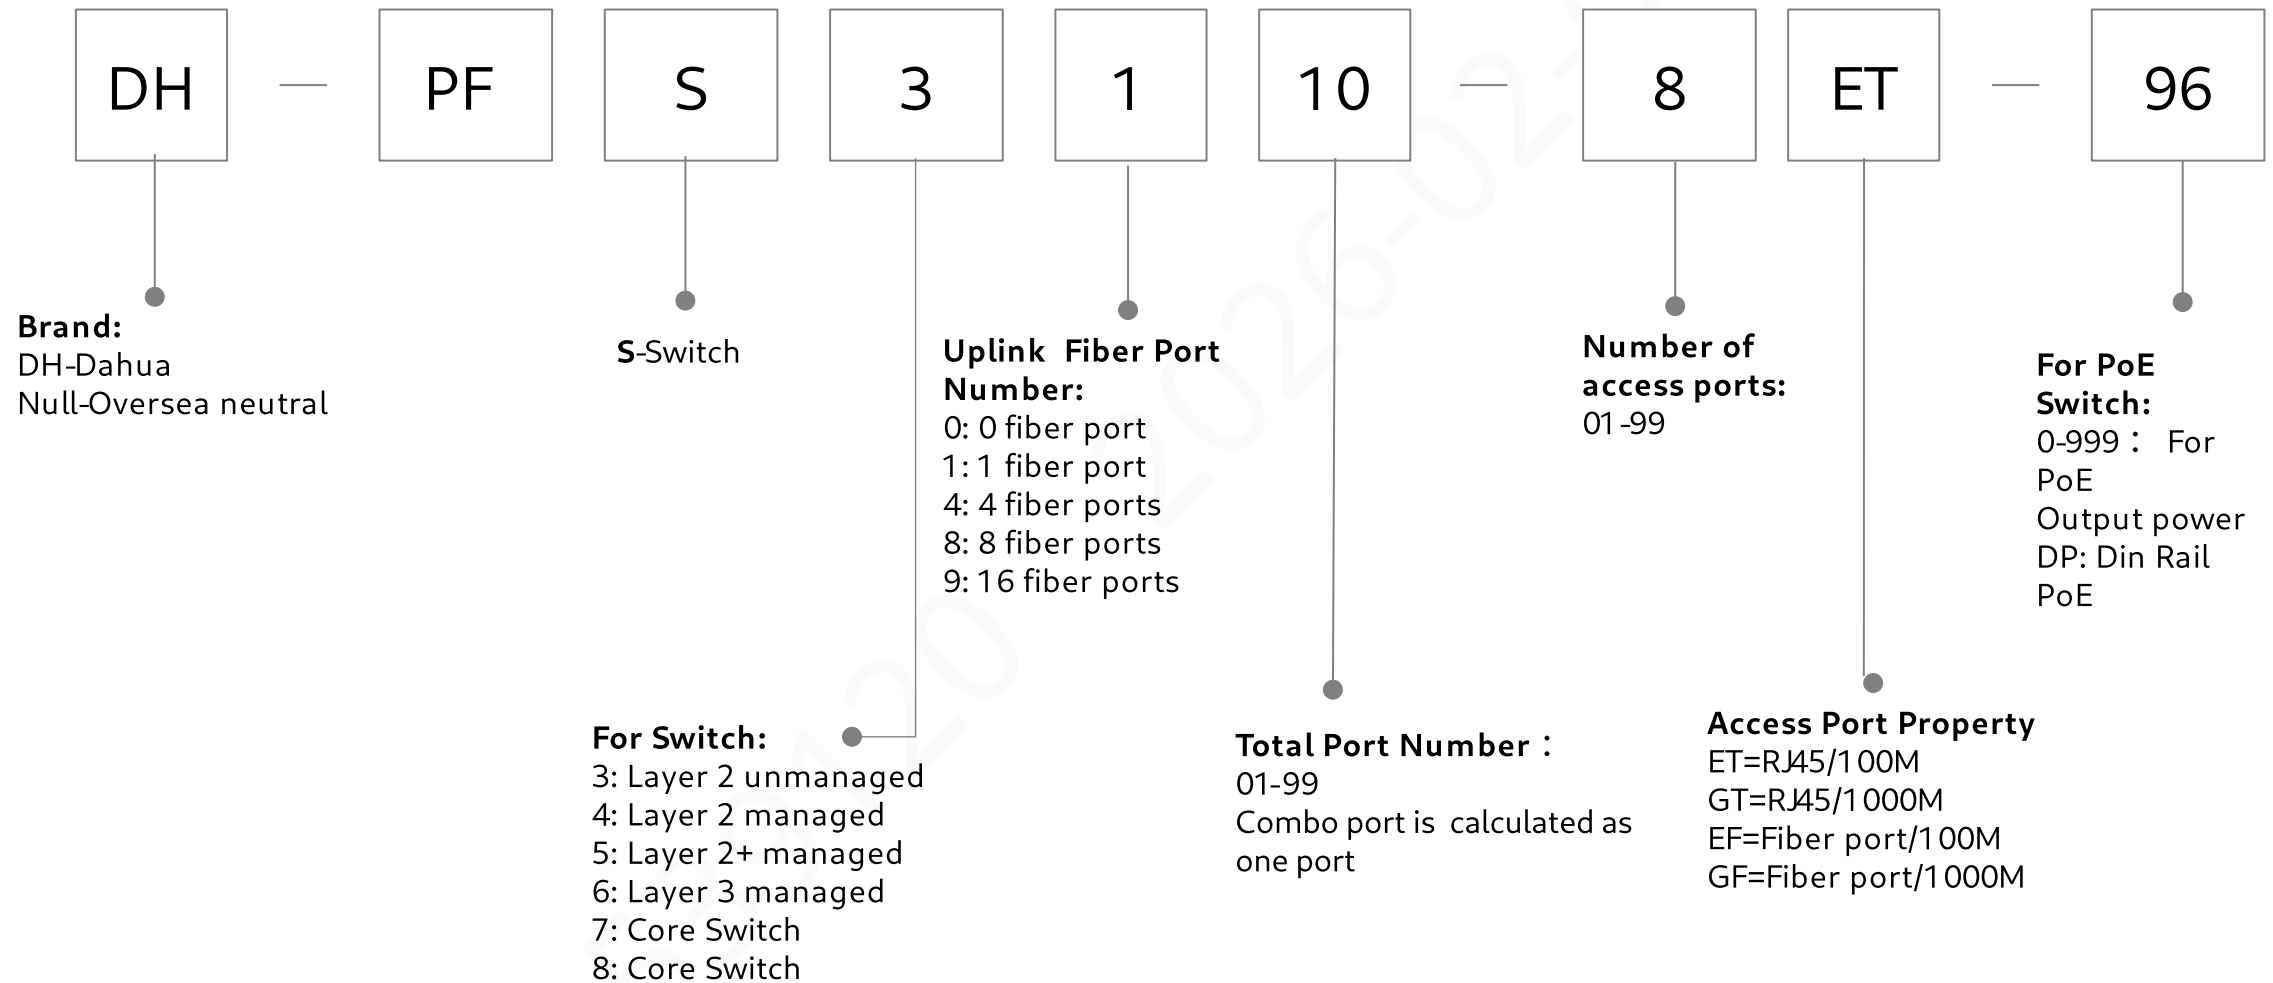 DH — PF S 3 1 10 — 8 ET — 96
Brand:
DH-Dahua
Null-Oversea neutral
S-Switch
For Switch:
3: Layer 2 unmanaged
4: Layer 2 managed
5: Layer 2+ managed
6: Layer 3 managed
7: Core Switch
8: Core Switch
Uplink Fiber Port
Number:
0: 0 fiber port
1: 1 fiber port
4: 4 fiber ports
8: 8 fiber ports
9: 16 fiber ports
Total Port Number：
01-99
Combo port is calculated as
one port
Number of
access ports:
01-99
Access Port Property
ET=RJ45/100M
GT=RJ45/1000M
EF=Fiber port/100M
GF=Fiber port/1000M
For PoE
Switch:
0-999： For
PoE
Output power
DP: Din Rail
PoE